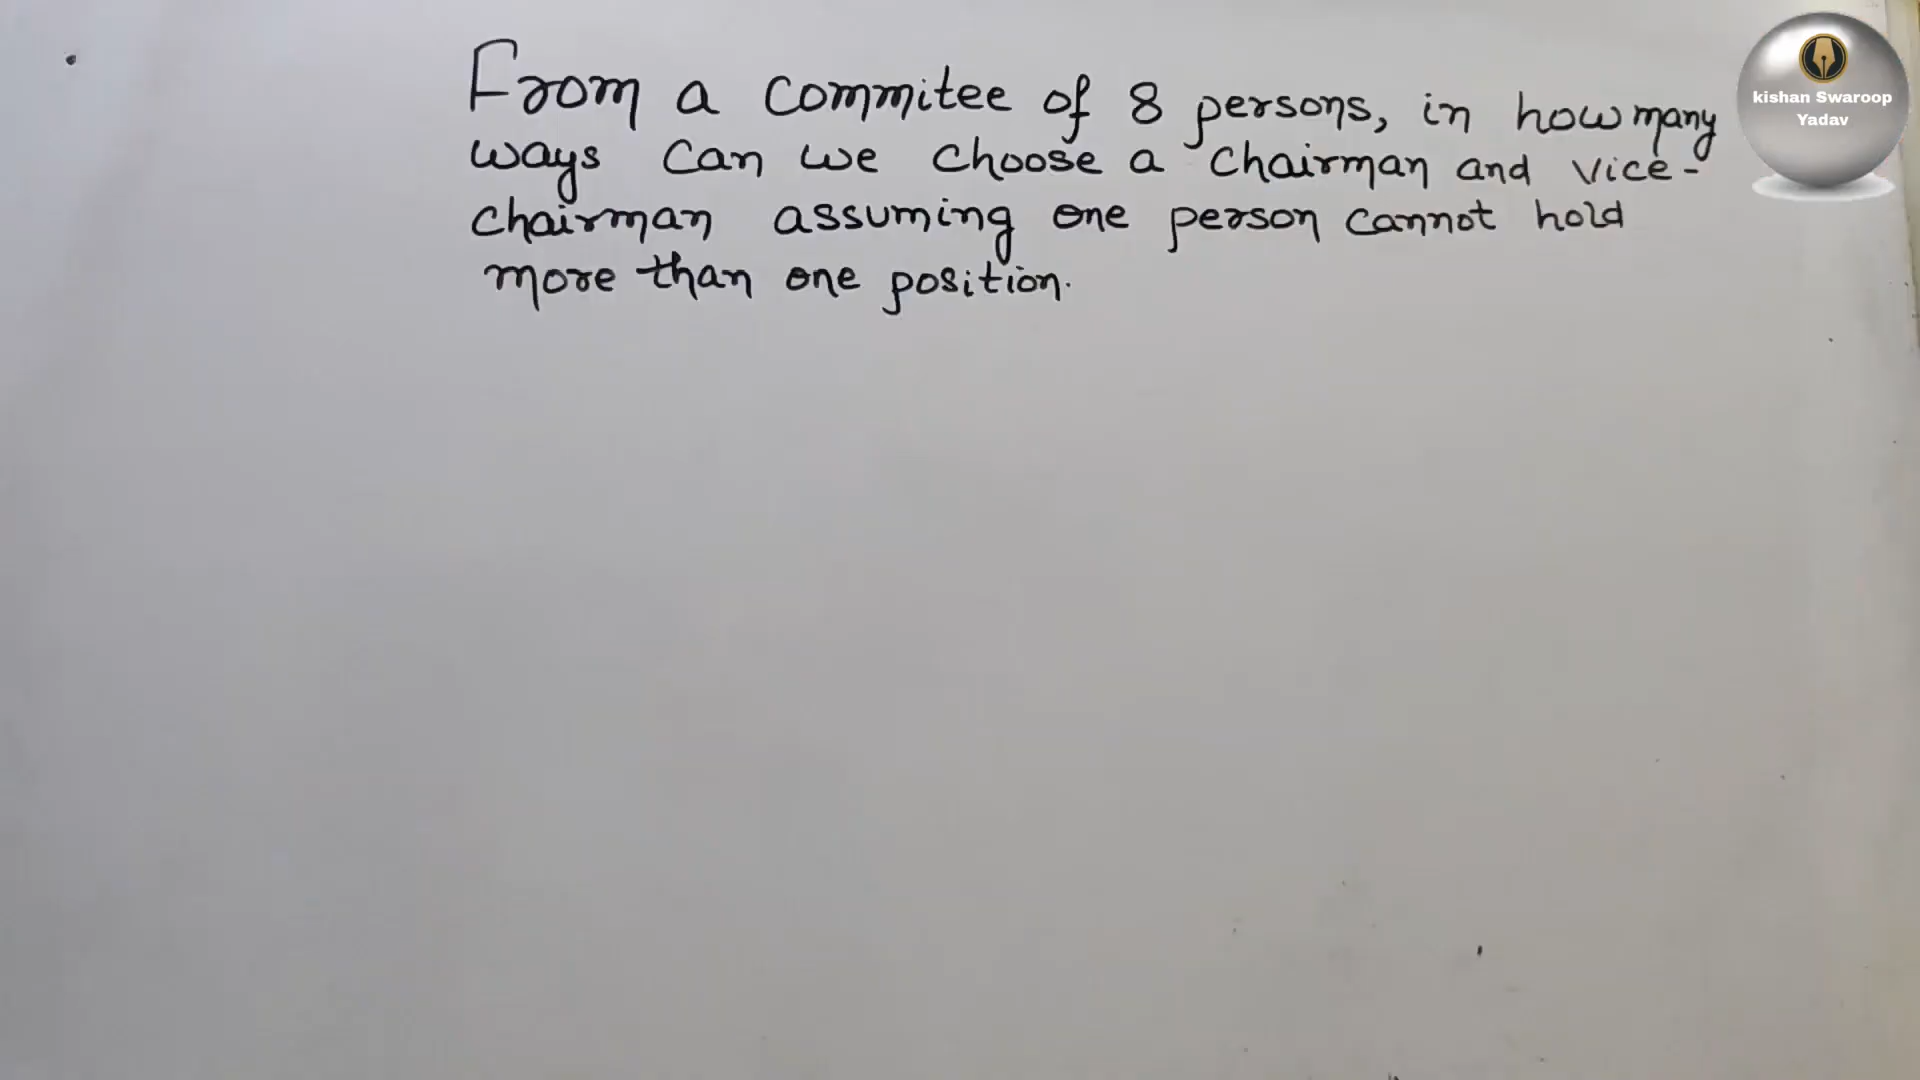 From a commitee of 8 persons, in how many
ways can we choose a chairman and vice-
chairman assuming one person cannot hold
more than one position.
kishan Swaroop
Yadav